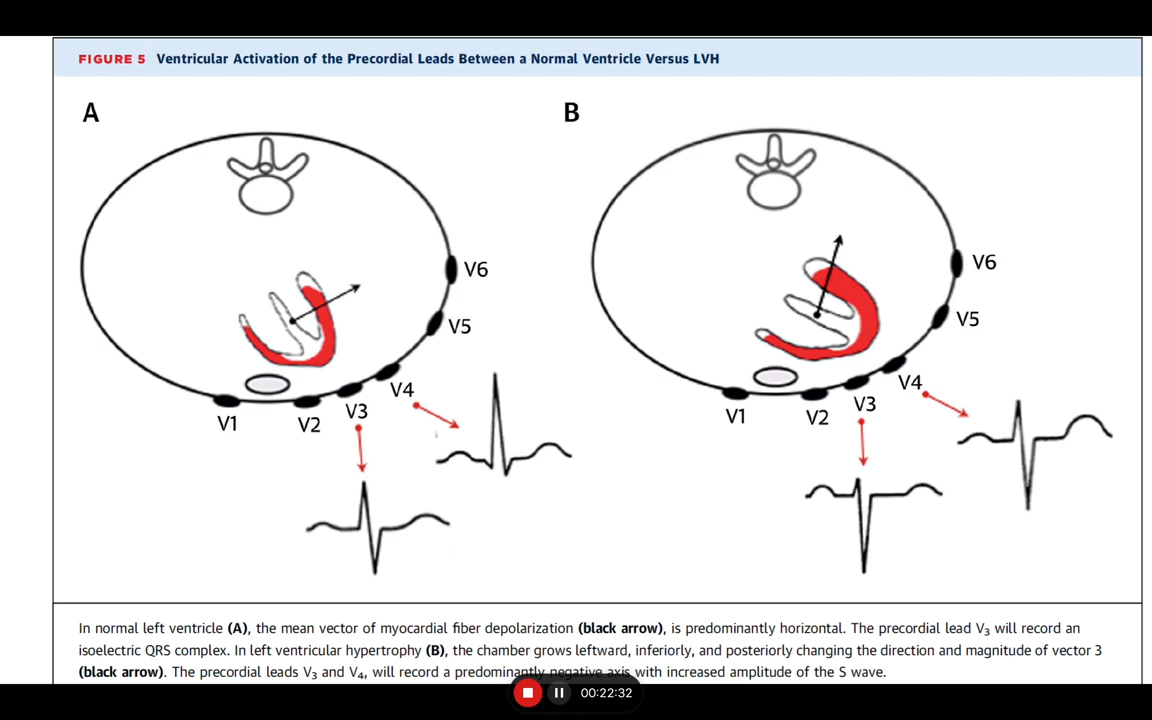 FIGURE 5 Ventricular Activation of the Precordial Leads Between a Normal Ventricle Versus LVH
A
B
V6
V5
V4
V3
V2
V1
V6
V5
V4
V3
V2
V1
In normal left ventricle (A), the mean vector of myocardial fiber depolarization (black arrow), is predominantly horizontal. The precordial lead V3 will record an
isoelectric QRS complex. In left ventricular hypertrophy (B), the chamber grows leftward, inferiorly, and posteriorly changing the direction and magnitude of vector 3
(black arrow). The precordial leads V3 and V4, will record a predominantly negative axis with increased amplitude of the S wave.
00:22:32